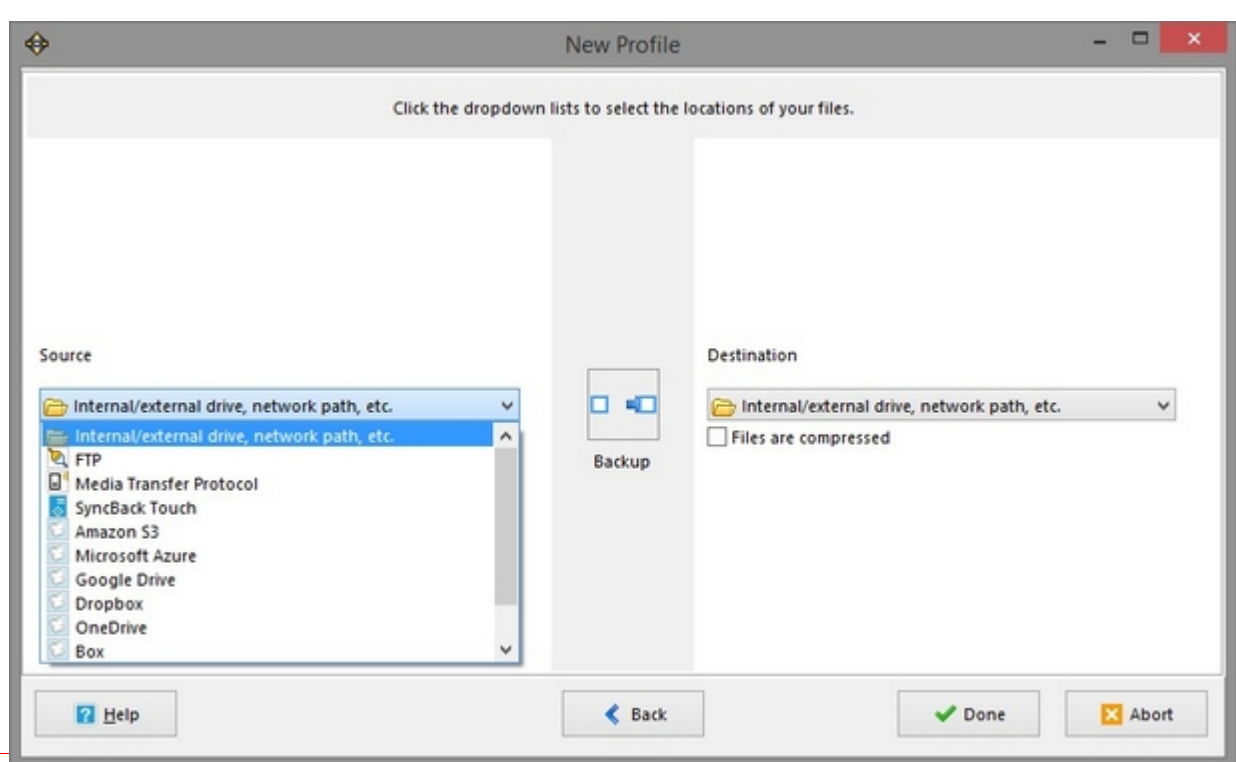 New Profile
Click the dropdown lists to select the locations of your files.
Source
Internal/external drive, network path, etc.
Internal/external drive, network path, etc.
FTP
Media Transfer Protocol
SyncBack Touch
Amazon S3
Microsoft Azure
Google Drive
Dropbox
OneDrive
Box
Backup
Destination
Internal/external drive, network path, etc.
Files are compressed
Help
Back
Done
Abort